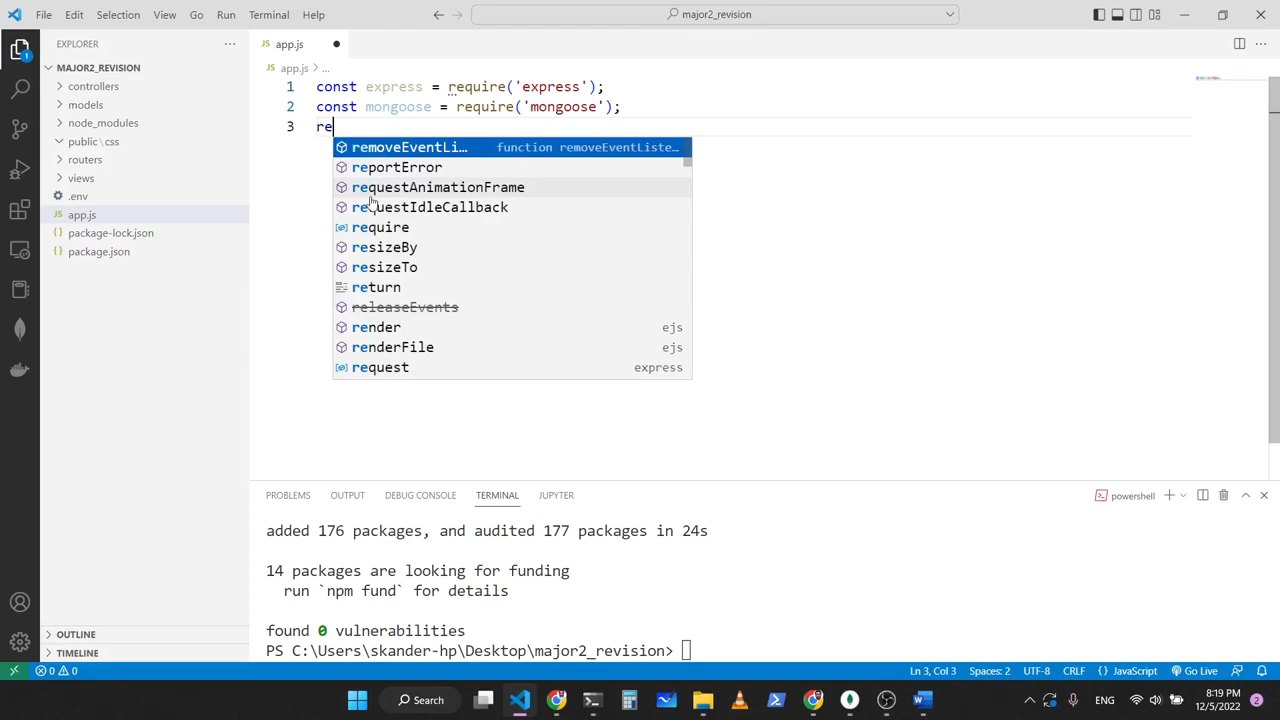 File Edit Selection View Go Run Terminal Help
major2_revision
EXPLORER
app.js
MAJOR2_REVISION
app.js > ...
controllers
models
node_modules
public\css
routers
views
.env
app.js
package-lock.json
package.json
1 const express = require('express');
2 const mongoose = require('mongoose');
3 re
removeEventLi... function removeEventListe...
reportError
requestAnimationFrame
requestIdleCallback
require
resizeBy
resizeTo
return
releaseEvents
render ejs
renderFile ejs
request express
PROBLEMS OUTPUT DEBUG CONSOLE TERMINAL JUPYTER
powershell
added 176 packages, and audited 177 packages in 24s
14 packages are looking for funding
run `npm fund` for details
found 0 vulnerabilities
PS C:\Users\skander-hp\Desktop\major2_revision>
OUTLINE
TIMELINE
0 0
Ln 3, Col 3 Spaces: 2 UTF-8 CRLF {} JavaScript Go Live
Search
ENG
8:19 PM
12/5/2022
2